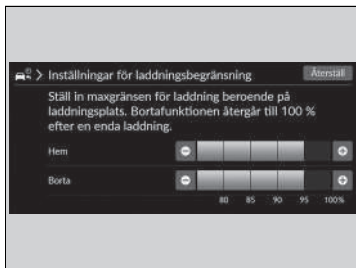 > Inställningar för laddningsbegränsning Återställ
Ställ in maxgränsen för laddning beroende på
laddningsplats. Bortafunktionen återgår till 100 %
efter en enda laddning.
Hem
Borta
80 85 90 95 100%